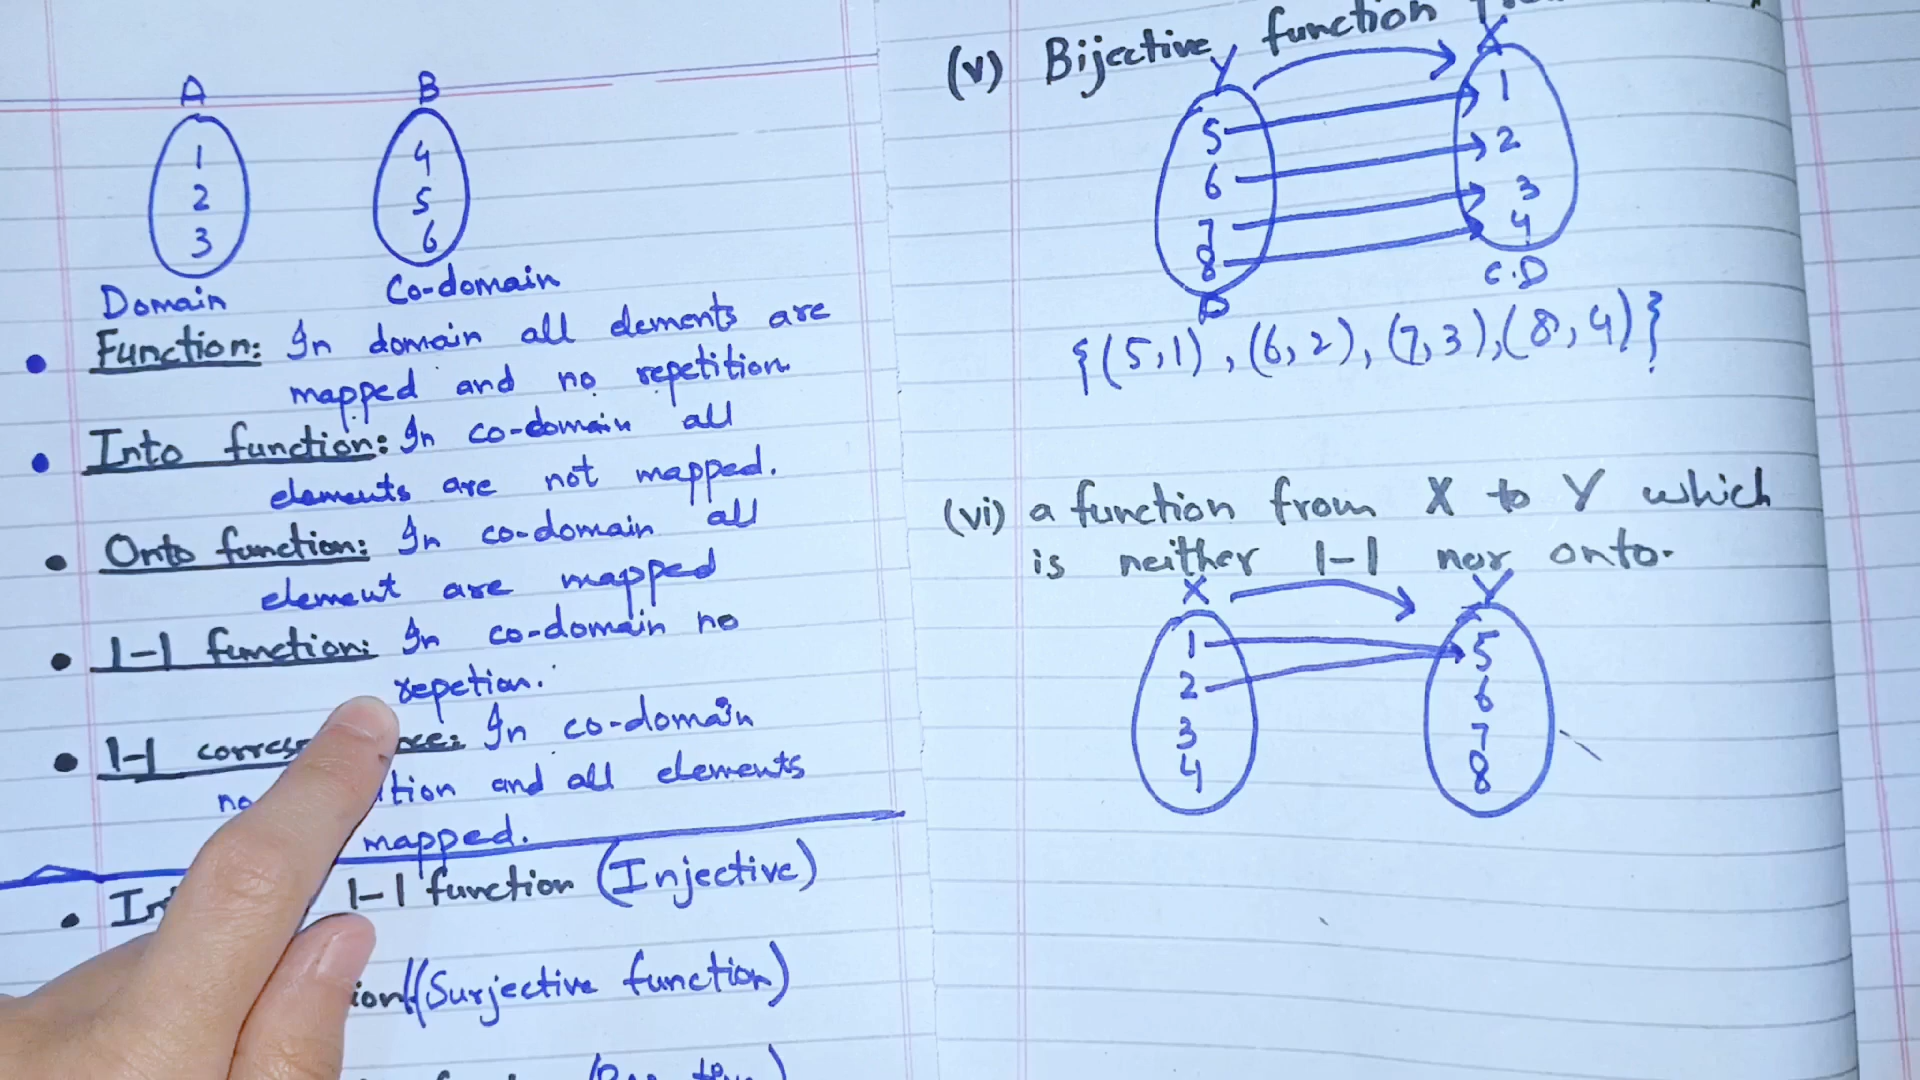 A B
1 4
2 5
3 6
Domain Co-domain
• Function: In domain all elements are
mapped and no repetition
• Into function: In co-domain all
elements are not mapped.
• Onto function: In co-domain all
element are mapped
• 1-1 function: In co-domain no
repetion.
• 1-1 In co-domain
and all elements
mapped.
• 1-1 function (Injective)
(Surjective function)
(v) Bijective function
Y X
5 1
6 2
7 3
8 4
D C.D
{(5,1), (6,2), (7,3), (8,4)}
(vi) a function from X to Y which
is neither 1-1 nor onto.
X Y
1 5
2 6
3 7
4 8